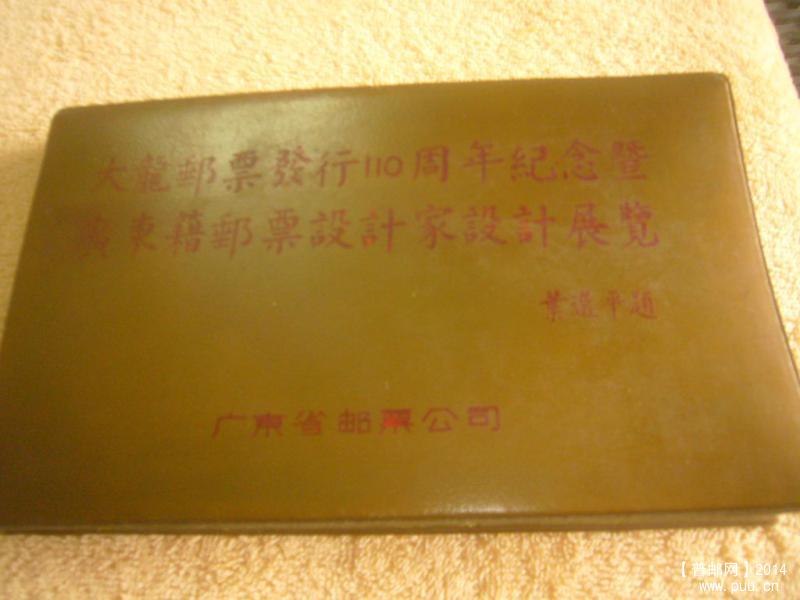 大龍郵票發行110周年紀念暨
廣東籍郵票設計家設計展覽
葉選平題
广東省邮票公司
【普邮网】2014
www.puu.cn